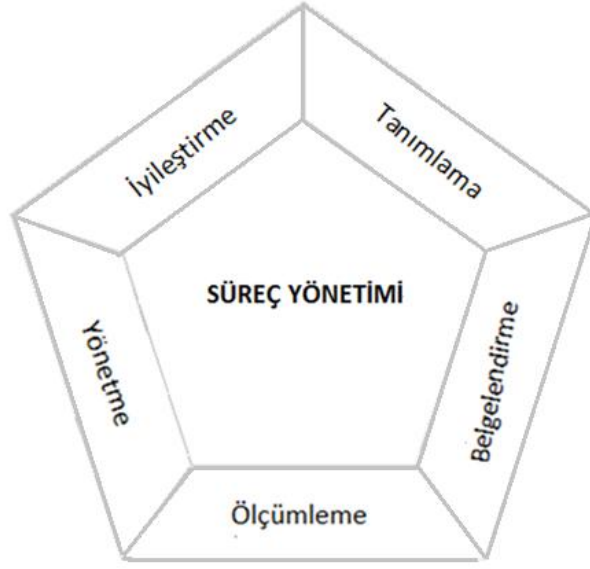 İyileştirme
Tanımlama
SÜREÇ YÖNETİMİ
Yönetme
Belgelendirme
Ölçümleme